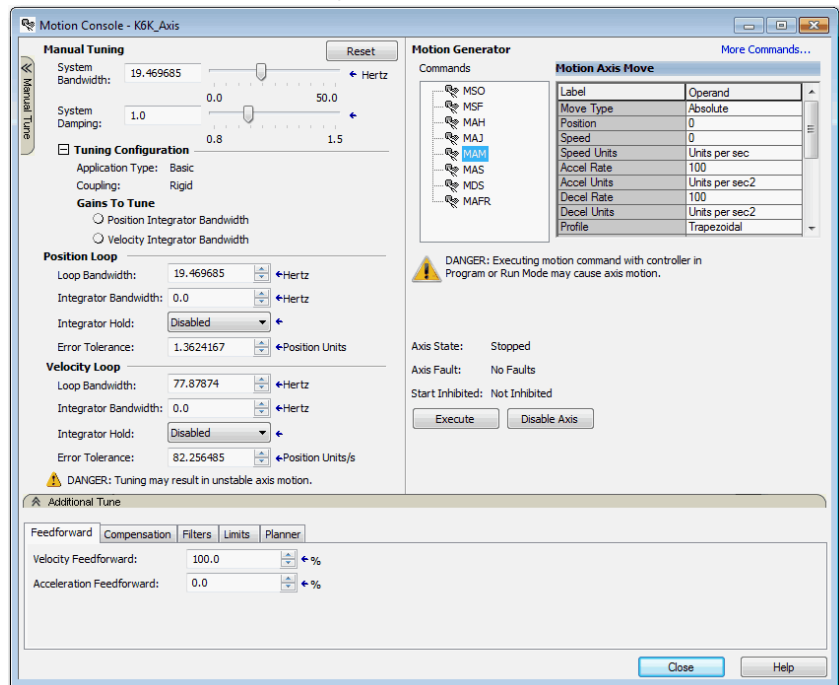 Motion Console - K6K_Axis
Manual Tune
Manual Tuning
Reset
System Bandwidth: 19.469685 Hertz
0.0 50.0
System Damping: 1.0
0.8 1.5
Tuning Configuration
Application Type: Basic
Coupling: Rigid
Gains To Tune
Position Integrator Bandwidth
Velocity Integrator Bandwidth
Position Loop
Loop Bandwidth: 19.469685 Hertz
Integrator Bandwidth: 0.0 Hertz
Integrator Hold: Disabled
Error Tolerance: 1.3624167 Position Units
Velocity Loop
Loop Bandwidth: 77.87874 Hertz
Integrator Bandwidth: 0.0 Hertz
Integrator Hold: Disabled
Error Tolerance: 82.256485 Position Units/s
DANGER: Tuning may result in unstable axis motion.
Motion Generator
More Commands...
Commands
MSO
MSF
MAH
MAJ
MAM
MAS
MDS
MAFR
Motion Axis Move
Label Operand
Move Type Absolute
Position 0
Speed 0
Speed Units Units per sec
Accel Rate 100
Accel Units Units per sec2
Decel Rate 100
Decel Units Units per sec2
Profile Trapezoidal
DANGER: Executing motion command with controller in
Program or Run Mode may cause axis motion.
Axis State: Stopped
Axis Fault: No Faults
Start Inhibited: Not Inhibited
Execute Disable Axis
Additional Tune
Feedforward Compensation Filters Limits Planner
Velocity Feedforward: 100.0 %
Acceleration Feedforward: 0.0 %
Close Help